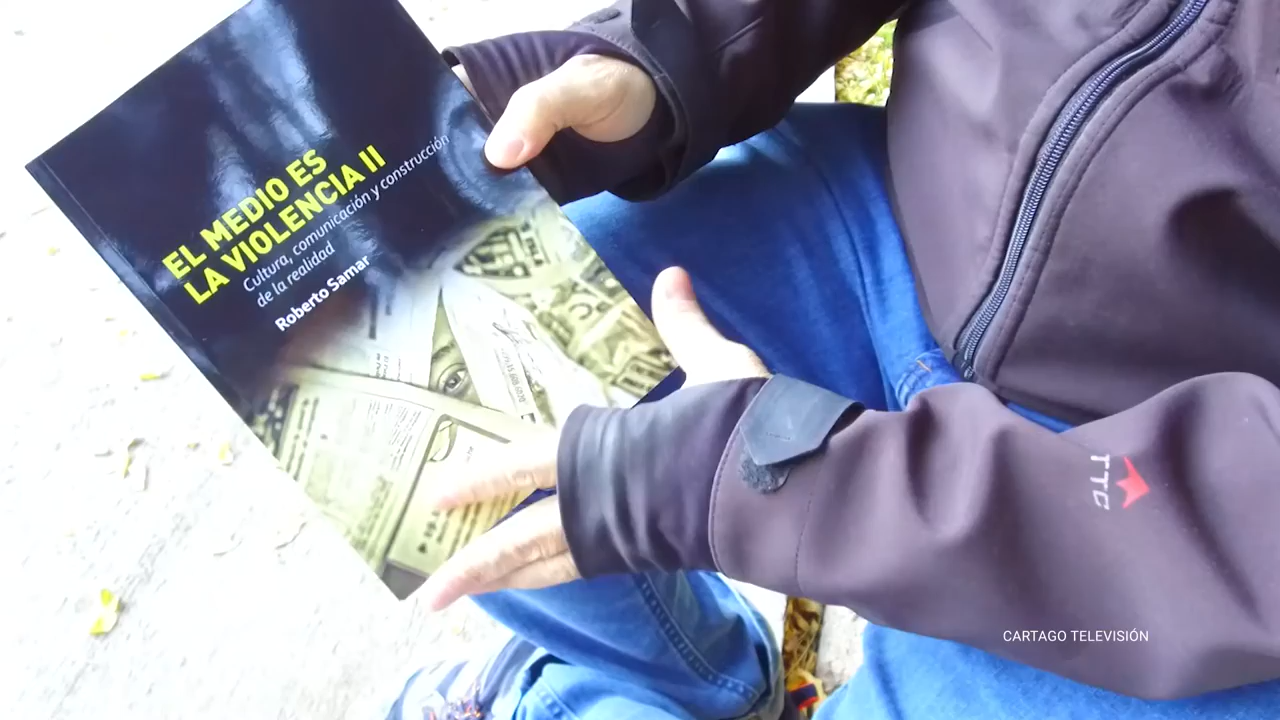 EL MEDIO ES
LA VIOLENCIA II
Cultura, comunicación y construcción
de la realidad
Roberto Samar
TTC
CARTAGO TELEVISIÓN